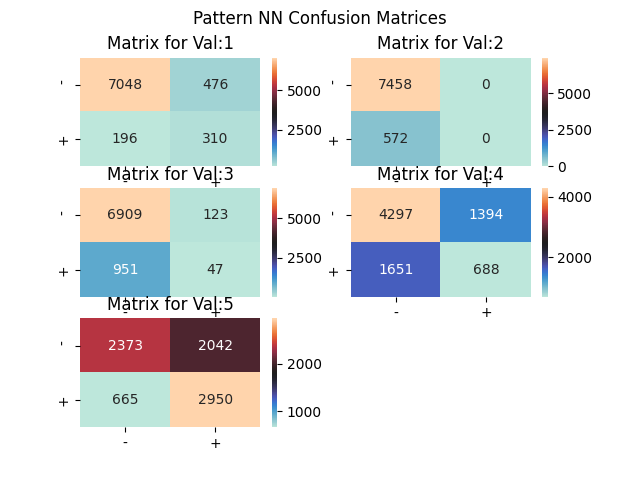 Pattern NN Confusion Matrices
Matrix for Val:1
- 7048 476
+ 196 310
- +
5000
2500
Matrix for Val:2
- 7458 0
+ 572 0
- +
5000
2500
0
Matrix for Val:3
- 6909 123
+ 951 47
- +
5000
2500
Matrix for Val:4
- 4297 1394
+ 1651 688
- +
4000
2000
Matrix for Val:5
- 2373 2042
+ 665 2950
- +
2000
1000